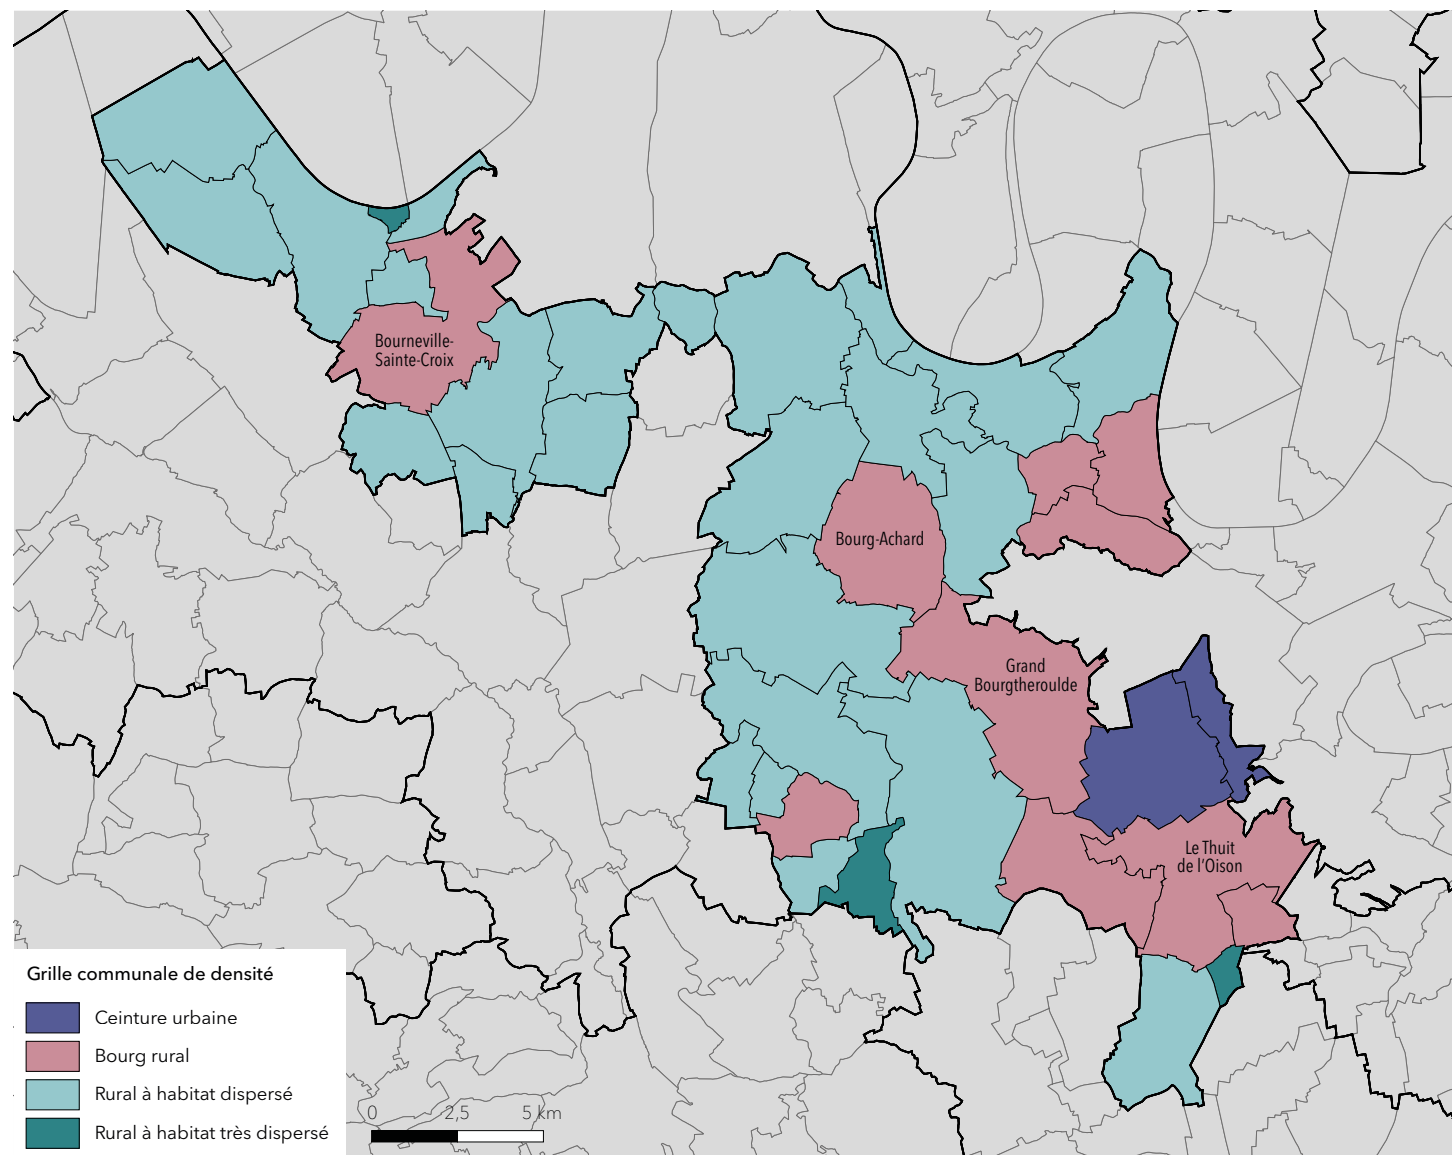 Bourneville-
Sainte-Croix
Bourg-Achard
Grand
Bourgtheroulde
Le Thuit
de l'Oison
Grille communale de densité
Ceinture urbaine
Bourg rural
Rural à habitat dispersé
Rural à habitat très dispersé
0 2,5 5 km